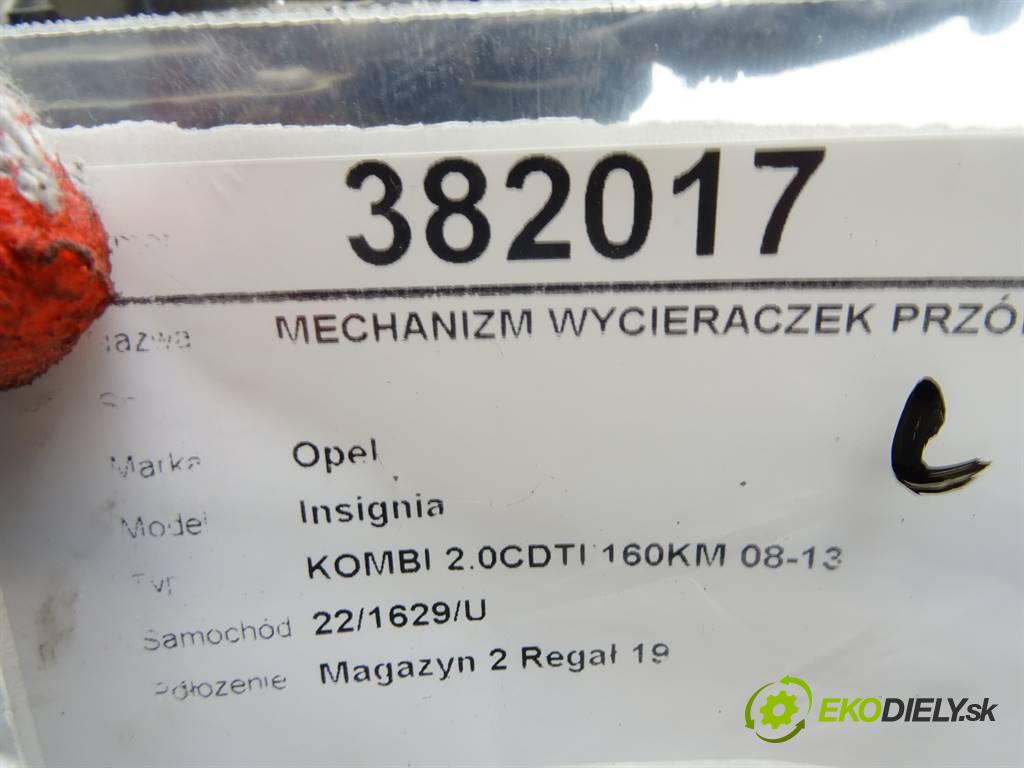 382017
MECHANIZM WYCIERACZEK PRZÓ
Marka Opel
Model Insignia
Typ KOMBI 2.0CDTI 160KM 08-13
Samochód 22/1629/U
Położenie Magazyn 2 Regał 19
L
EKODIELY.sk